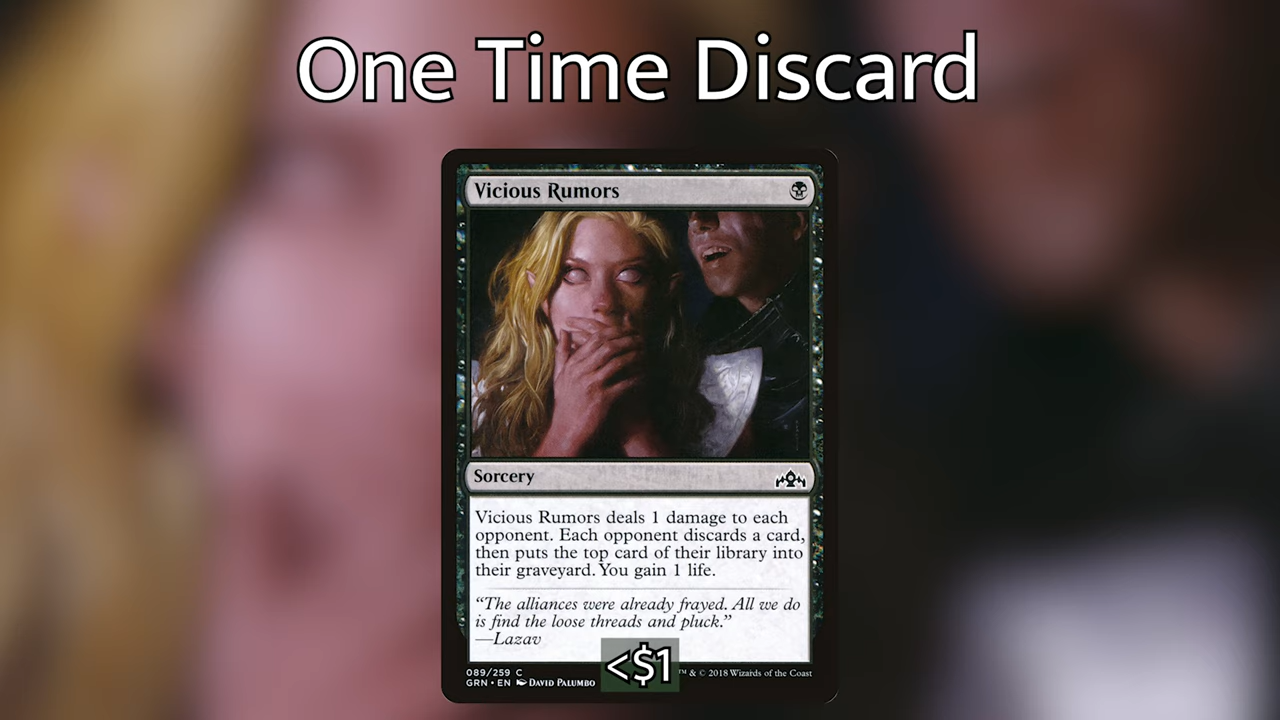 One Time Discard
Vicious Rumors
Sorcery
Vicious Rumors deals 1 damage to each
opponent. Each opponent discards a card,
then puts the top card of their library into
their graveyard. You gain 1 life.
“The alliances were already frayed. All we do
is find the loose threads and pluck.”
—Lazav
<$1
089/259 C
GRN • EN DAVID PALUMBO
™ & © 2018 Wizards of the Coast